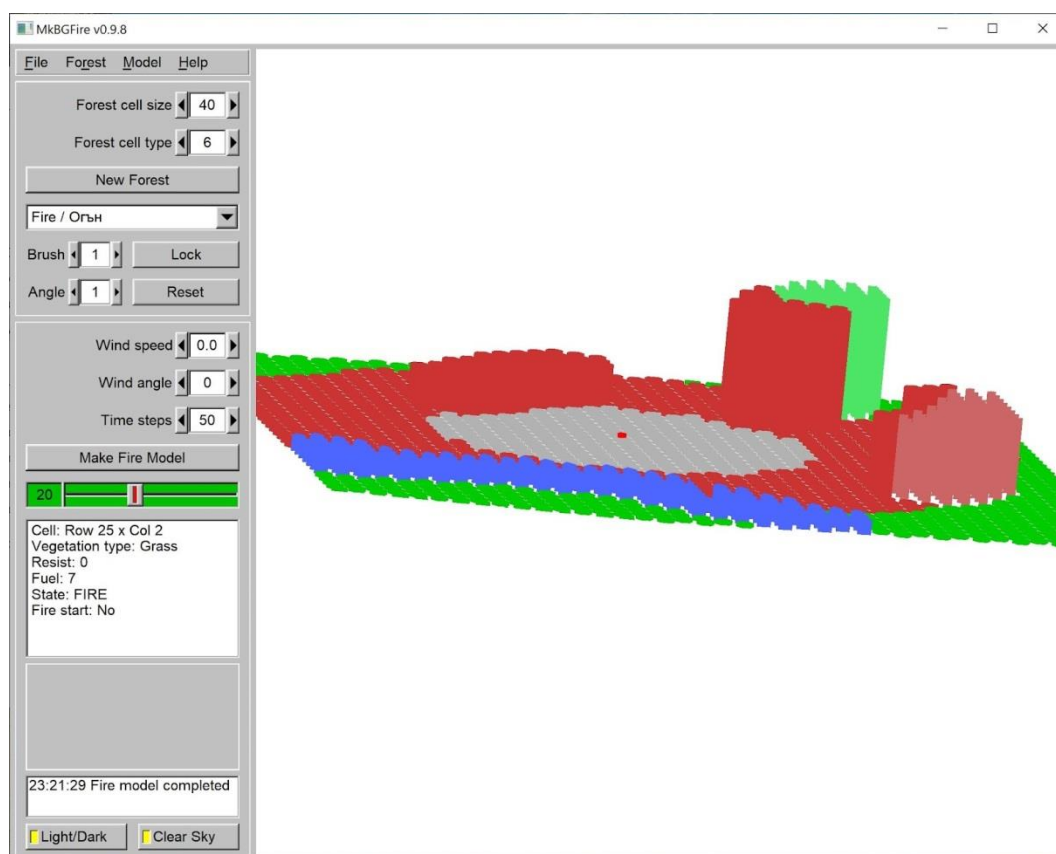 MkBGFire v0.9.8
File Forest Model Help
Forest cell size 40
Forest cell type 6
New Forest
Fire / Огън
Brush 1 Lock
Angle 1 Reset
Wind speed 0.0
Wind angle 0
Time steps 50
Make Fire Model
20
Cell: Row 25 x Col 2
Vegetation type: Grass
Resist: 0
Fuel: 7
State: FIRE
Fire start: No
23:21:29 Fire model completed
Light/Dark Clear Sky